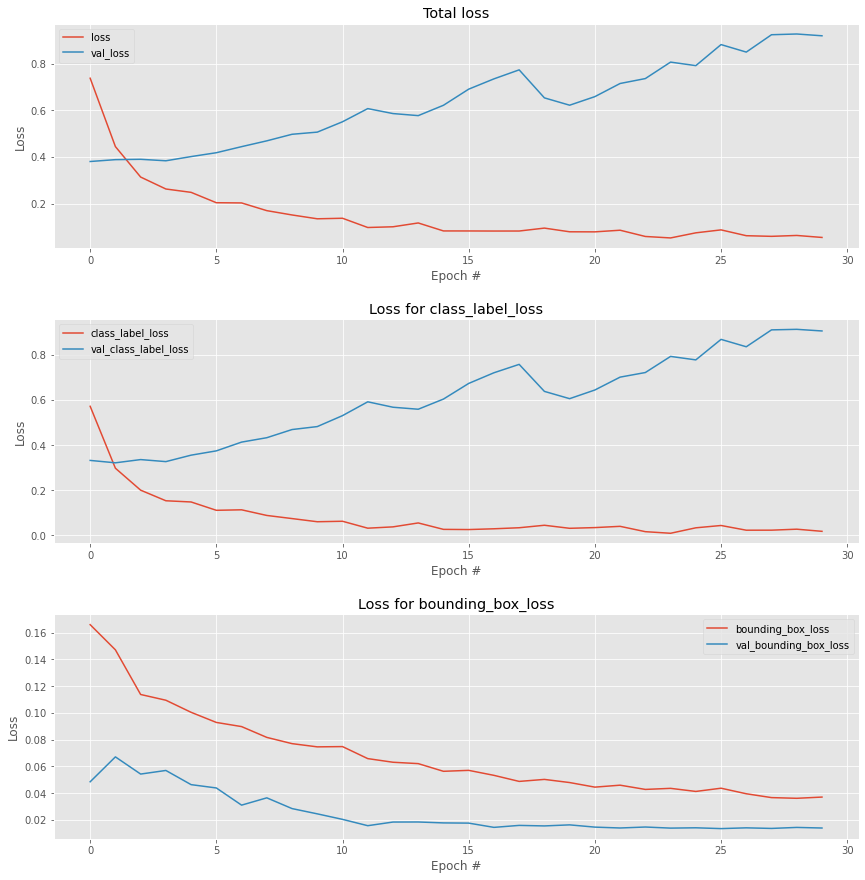 Total loss
loss
val_loss
0.8
0.6
0.4
0.2
Loss
0 5 10 15 20 25 30
Epoch #
Loss for class_label_loss
class_label_loss
val_class_label_loss
0.8
0.6
0.4
0.2
0.0
Loss
0 5 10 15 20 25 30
Epoch #
Loss for bounding_box_loss
bounding_box_loss
val_bounding_box_loss
0.16
0.14
0.12
0.10
0.08
0.06
0.04
0.02
Loss
0 5 10 15 20 25 30
Epoch #